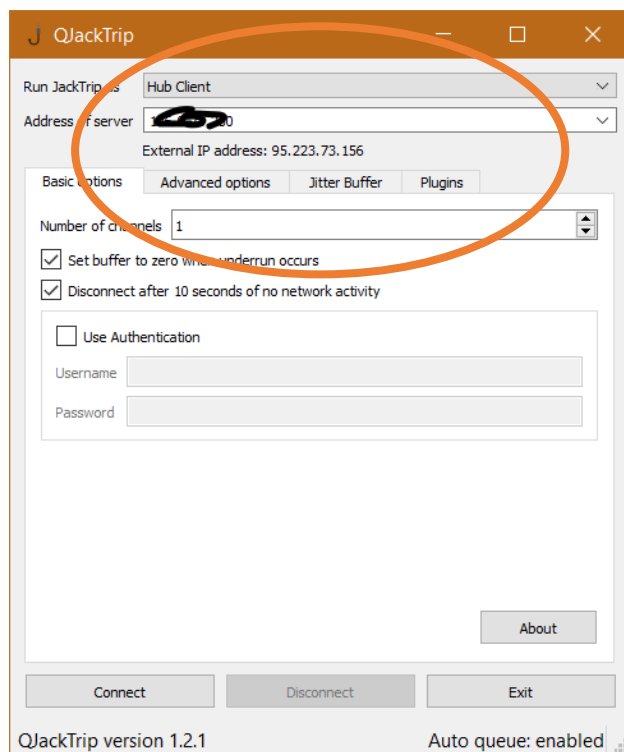 QJackTrip
Run JackTrip as Hub Client
Address of server
External IP address: 95.223.73.156
Basic options Advanced options Jitter Buffer Plugins
Number of channels 1
Set buffer to zero when underrun occurs
Disconnect after 10 seconds of no network activity
Use Authentication
Username
Password
About
Connect Disconnect Exit
QJackTrip version 1.2.1 Auto queue: enabled